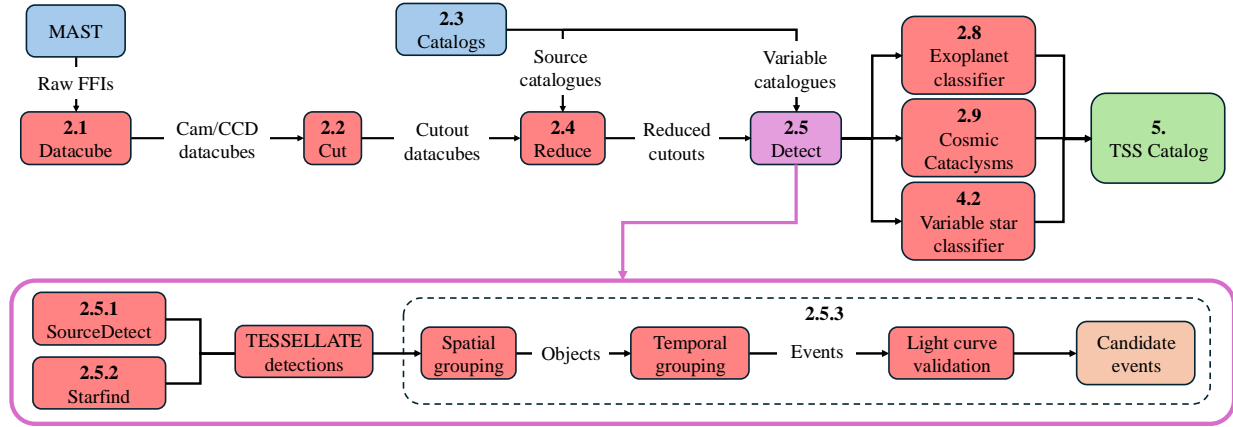 MAST
Raw FFIs
2.1
Datacube
Cam/CCD
datacubes
2.2
Cut
Cutout
datacubes
2.3
Catalogs
Source
catalogues
Variable
catalogues
2.4
Reduce
Reduced
cutouts
2.5
Detect
2.8
Exoplanet
classifier
2.9
Cosmic
Cataclysms
4.2
Variable star
classifier
5.
TSS Catalog
2.5.1
SourceDetect
2.5.2
Starfind
TESSELLATE
detections
2.5.3
Spatial
grouping
Objects
Temporal
grouping
Events
Light curve
validation
Candidate
events